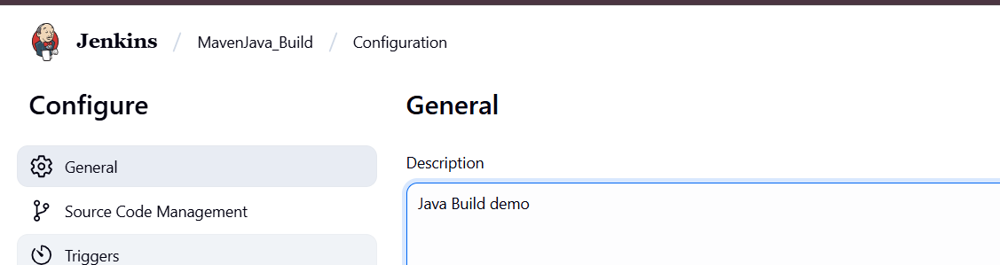 Jenkins / MavenJava_Build / Configuration
Configure
General
Source Code Management
Triggers
General
Description
Java Build demo